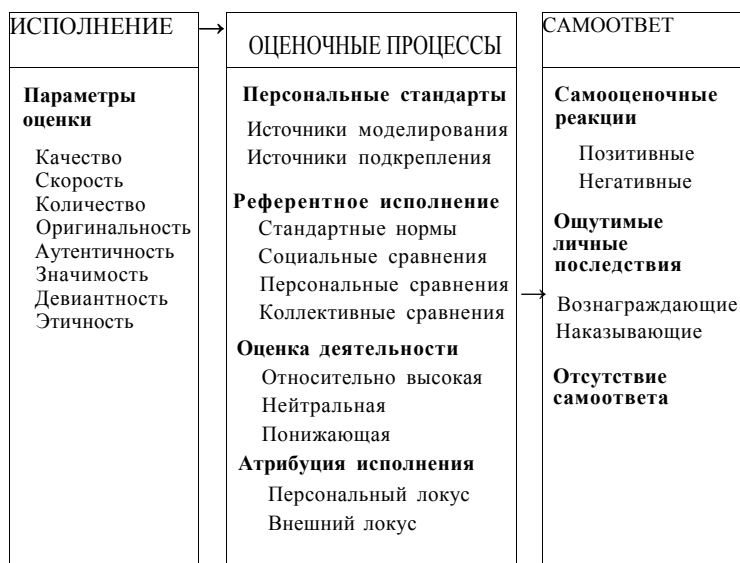 ИСПОЛНЕНИЕ
Параметры
оценки
Качество
Скорость
Количество
Оригинальность
Аутентичность
Значимость
Девиантность
Этичность
→
ОЦЕНОЧНЫЕ ПРОЦЕССЫ
Персональные стандарты
Источники моделирования
Источники подкрепления
Референтное исполнение
Стандартные нормы
Социальные сравнения
Персональные сравнения
Коллективные сравнения
Оценка деятельности
Относительно высокая
Нейтральная
Понижающая
Атрибуция исполнения
Персональный локус
Внешний локус
→
САМООТВЕТ
Самооценочные
реакции
Позитивные
Негативные
Ощутимые
личные
последствия
Вознаграждающие
Наказывающие
Отсутствие
самоответа